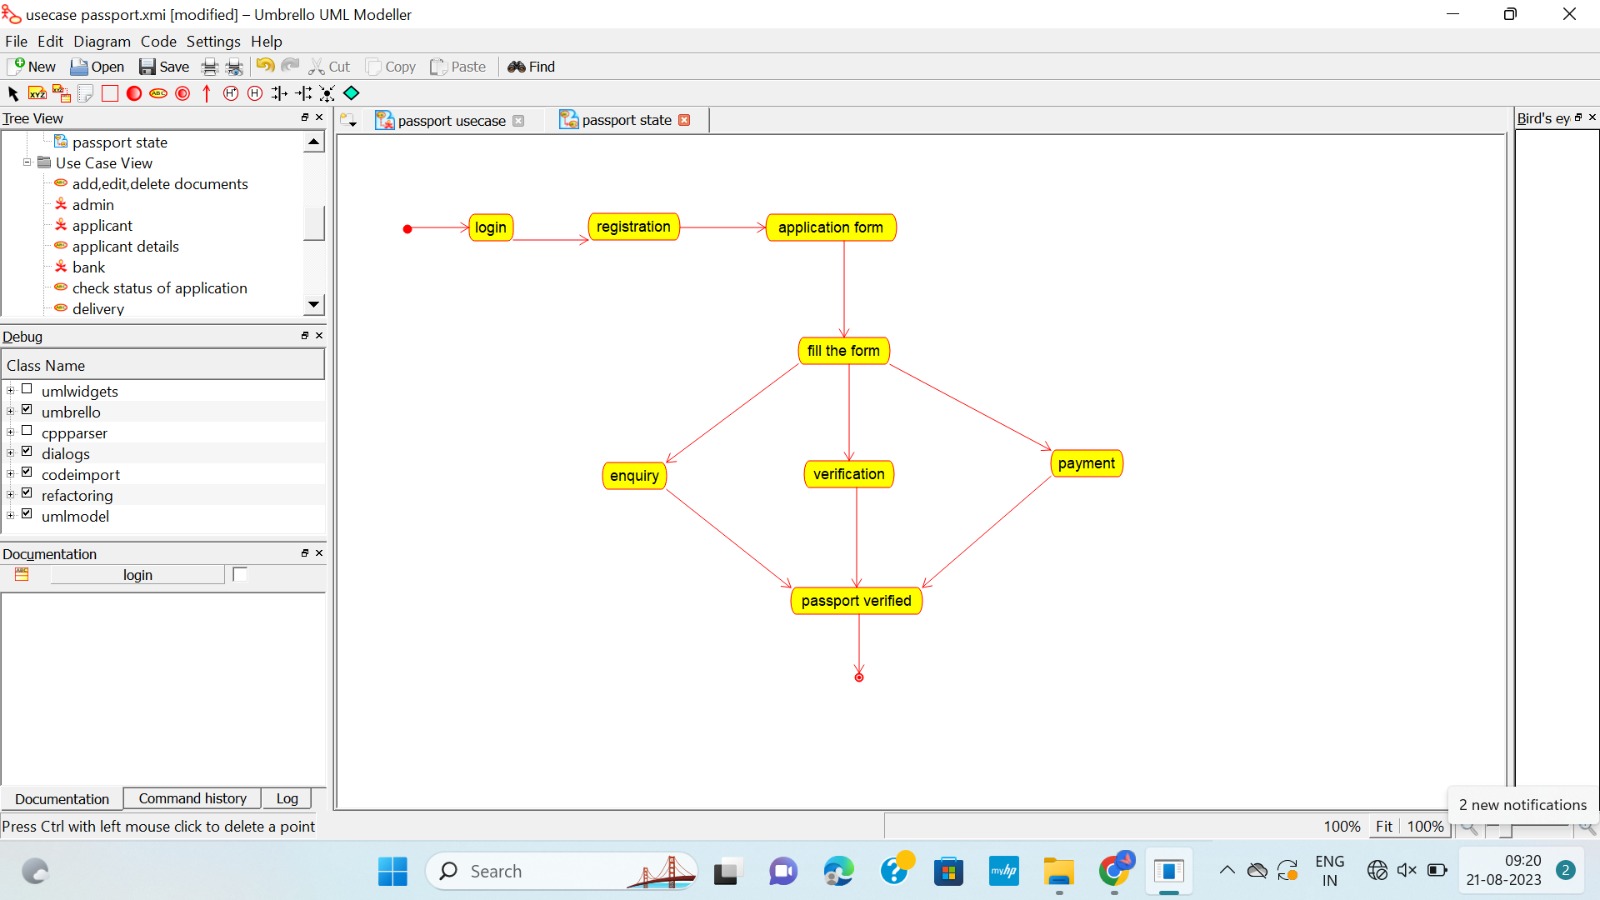 usecase passport.xmi [modified] – Umbrello UML Modeller
File Edit Diagram Code Settings Help
New Open Save Cut Copy Paste Find
Tree View
passport usecase passport state
Bird's ey
passport state
Use Case View
add,edit,delete documents
admin
applicant
applicant details
bank
check status of application
delivery
Debug
Class Name
umlwidgets
umbrello
cppparser
dialogs
codeimport
refactoring
umlmodel
Documentation
login
Documentation Command history Log
Press Ctrl with left mouse click to delete a point
login registration application form
fill the form
enquiry verification payment
passport verified
2 new notifications
100% Fit 100%
Search
myhp
ENG
IN
09:20
21-08-2023
2